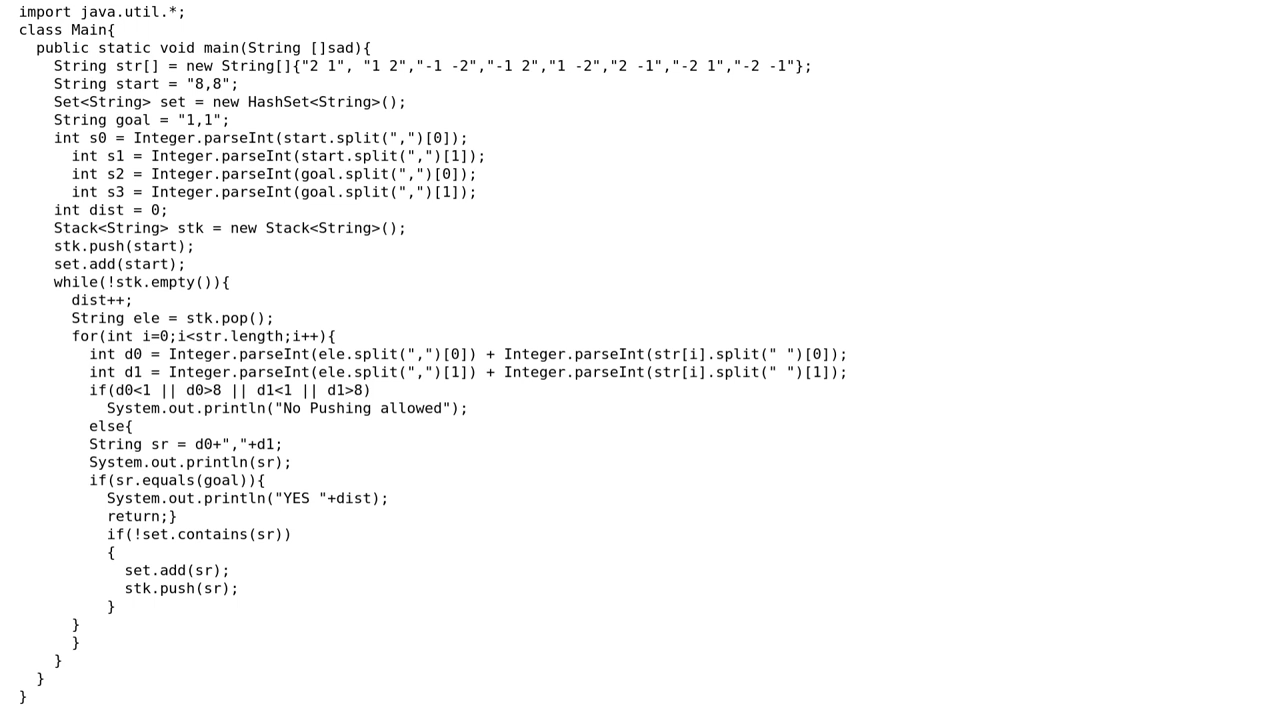 import java.util.*;
class Main{
  public static void main(String []sad){
    String str[] = new String[]{"2 1", "1 2","-1 -2","-1 2","1 -2","2 -1","-2 1","-2 -1"};
    String start = "8,8";
    Set<String> set = new HashSet<String>();
    String goal = "1,1";
    int s0 = Integer.parseInt(start.split(",")[0]);
      int s1 = Integer.parseInt(start.split(",")[1]);
      int s2 = Integer.parseInt(goal.split(",")[0]);
      int s3 = Integer.parseInt(goal.split(",")[1]);
    int dist = 0;
    Stack<String> stk = new Stack<String>();
    stk.push(start);
    set.add(start);
    while(!stk.empty()){
      dist++;
      String ele = stk.pop();
      for(int i=0;i<str.length;i++){
        int d0 = Integer.parseInt(ele.split(",")[0]) + Integer.parseInt(str[i].split(" ")[0]);
        int d1 = Integer.parseInt(ele.split(",")[1]) + Integer.parseInt(str[i].split(" ")[1]);
        if(d0<1 || d0>8 || d1<1 || d1>8)
          System.out.println("No Pushing allowed");
        else{
        String sr = d0+","+d1;
        System.out.println(sr);
        if(sr.equals(goal)){
          System.out.println("YES "+dist);
          return;}
          if(!set.contains(sr))
          {
            set.add(sr);
            stk.push(sr);
          }
      }
      }
    }
  }
}